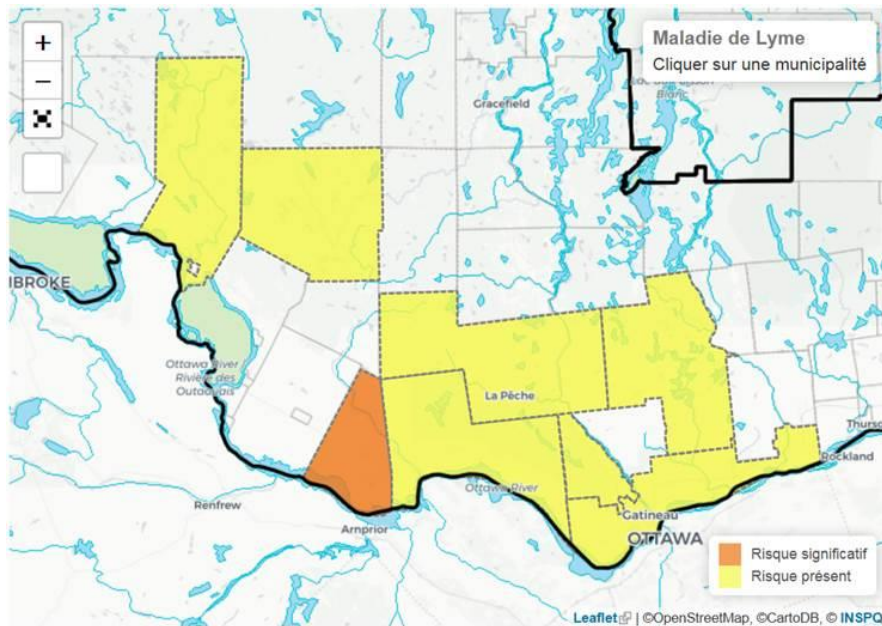 +
−
Maladie de Lyme
Cliquer sur une municipalité
Blanc
Gracefield
IBROKE
Ottawa River
Rivière des
Outaouais
La Pêche
Thurso
Rockland
Renfrew
Ottawa River
Arnprior
Gatineau
OTTAWA
Risque significatif
Risque présent
Leaflet | ©OpenStreetMap, ©CartoDB, © INSPQ